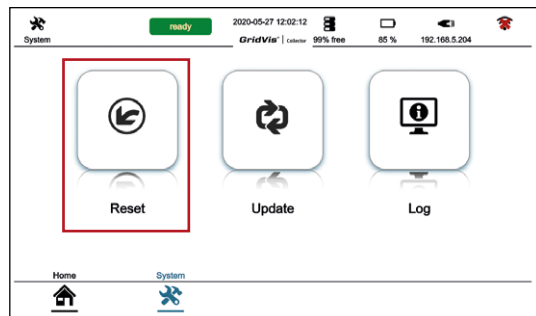 System
ready
2020-05-27 12:02:12
GridVis® | Collector
99% free
85 %
192.168.5.204
Reset
Update
Log
Home
System